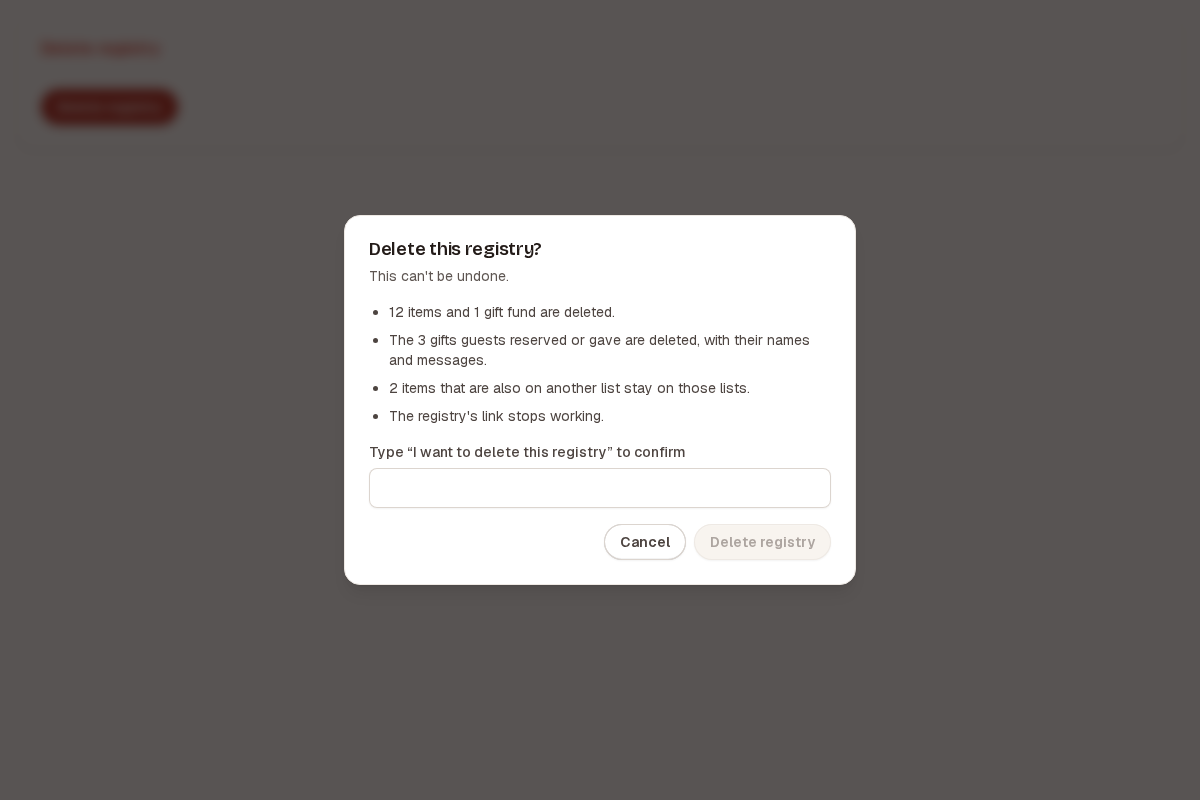 Delete this registry?
This can't be undone.
• 12 items and 1 gift fund are deleted.
• The 3 gifts guests reserved or gave are deleted, with their names
and messages.
• 2 items that are also on another list stay on those lists.
• The registry's link stops working.
Type “I want to delete this registry” to confirm
Cancel Delete registry